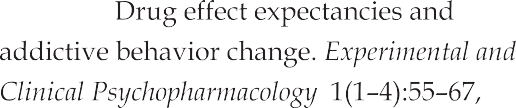 Drug effect expectancies and
addictive behavior change. Experimental and
Clinical Psychopharmacology 1(1–4):55–67,